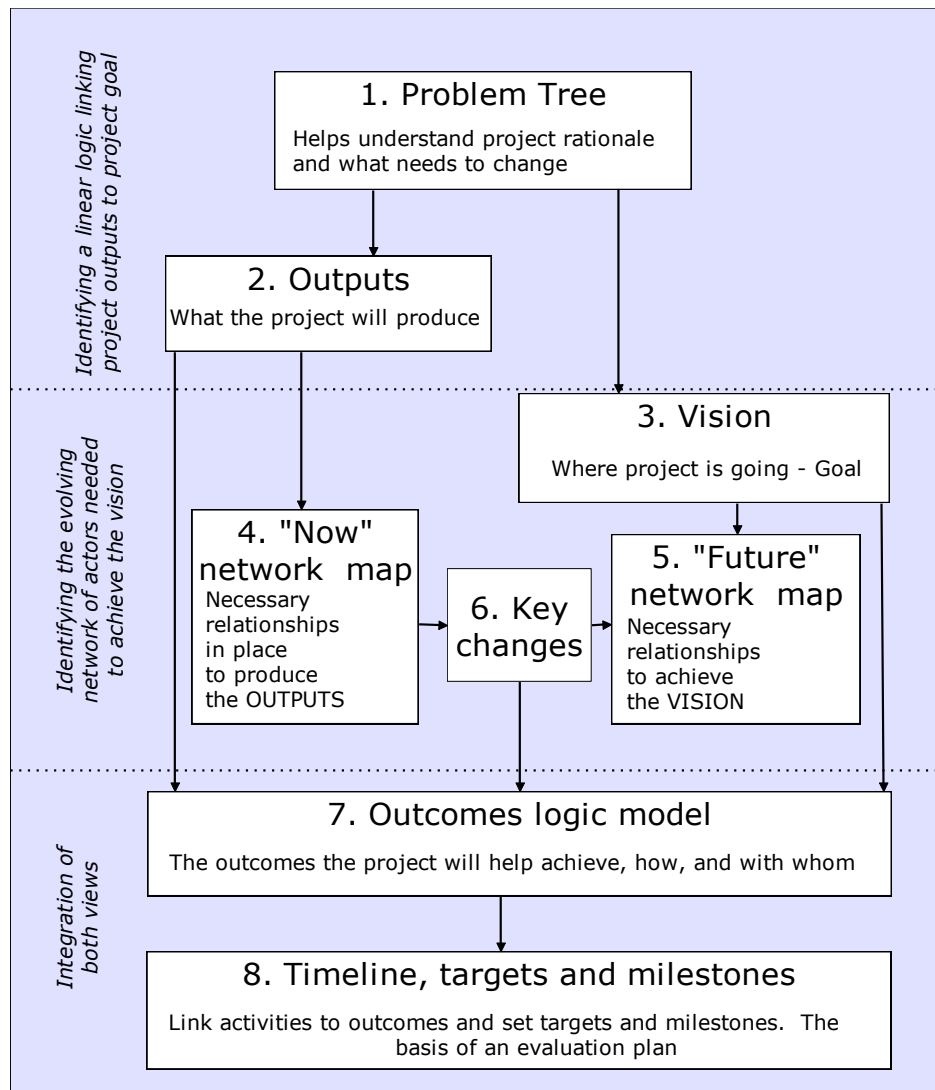 Identifying a linear logic linking
project outputs to project goal
1. Problem Tree
Helps understand project rationale
and what needs to change
2. Outputs
What the project will produce
Identifying the evolving
network of actors needed
to achieve the vision
3. Vision
Where project is going - Goal
4. "Now"
network map
Necessary
relationships
in place
to produce
the OUTPUTS
6. Key
changes
5. "Future"
network map
Necessary
relationships
to achieve
the VISION
Integration of
both views
7. Outcomes logic model
The outcomes the project will help achieve, how, and with whom
8. Timeline, targets and milestones
Link activities to outcomes and set targets and milestones. The
basis of an evaluation plan